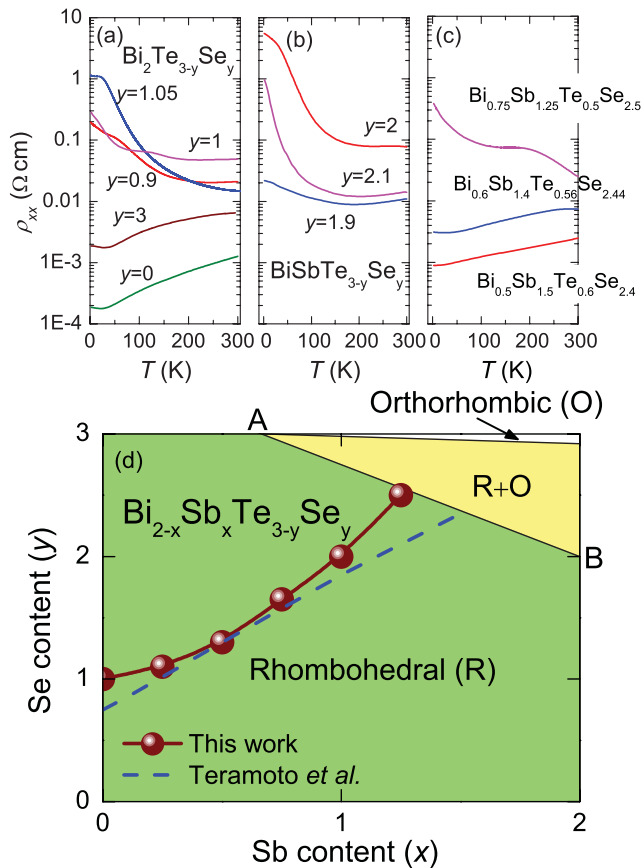 (a) Bi2Te3-ySey
y=1.05
y=1
y=0.9
y=3
y=0
(b)
y=2
y=2.1
y=1.9
BiSbTe3-ySey
(c)
Bi0.75Sb1.25Te0.5Se2.5
Bi0.6Sb1.4Te0.56Se2.44
Bi0.5Sb1.5Te0.6Se2.4
10
1
0.1
0.01
1E-3
1E-4
ρxx (Ω cm)
0 100 200 300 0 100 200 300 0 100 200 300
T (K) T (K) T (K)
Orthorhombic (O)
A
(d)
R+O
Bi2-xSbxTe3-ySey
B
Rhombohedral (R)
This work
Teramoto et al.
3
2
1
0
Se content (y)
0 1 2
Sb content (x)